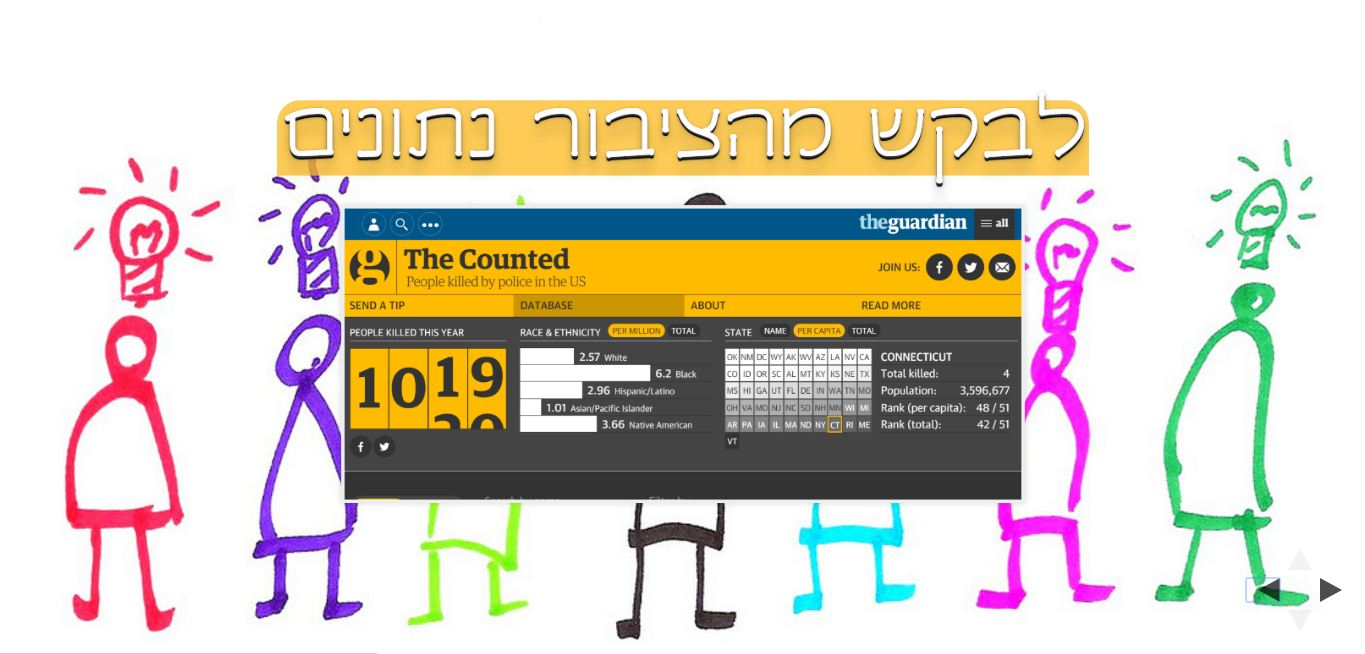 לבקש מהציבור נתונים
theguardian
all
The Counted
People killed by police in the US
JOIN US:
SEND A TIP DATABASE ABOUT READ MORE
PEOPLE KILLED THIS YEAR
1019
20
RACE & ETHNICITY PER MILLION TOTAL
2.57 White
6.2 Black
2.96 Hispanic/Latino
1.01 Asian/Pacific Islander
3.66 Native American
STATE NAME PER CAPITA TOTAL
OK NM DC WY AK WV AZ LA NV CA
CO ID OR SC AL MT KY KS NE TX
MS HI GA UT FL DE IN WA TN MO
OH VA MD NJ NC SD NH MN WI MI
AR PA IA IL MA ND NY CT RI ME
VT
CONNECTICUT
Total killed: 4
Population: 3,596,677
Rank (per capita): 48 / 51
Rank (total): 42 / 51